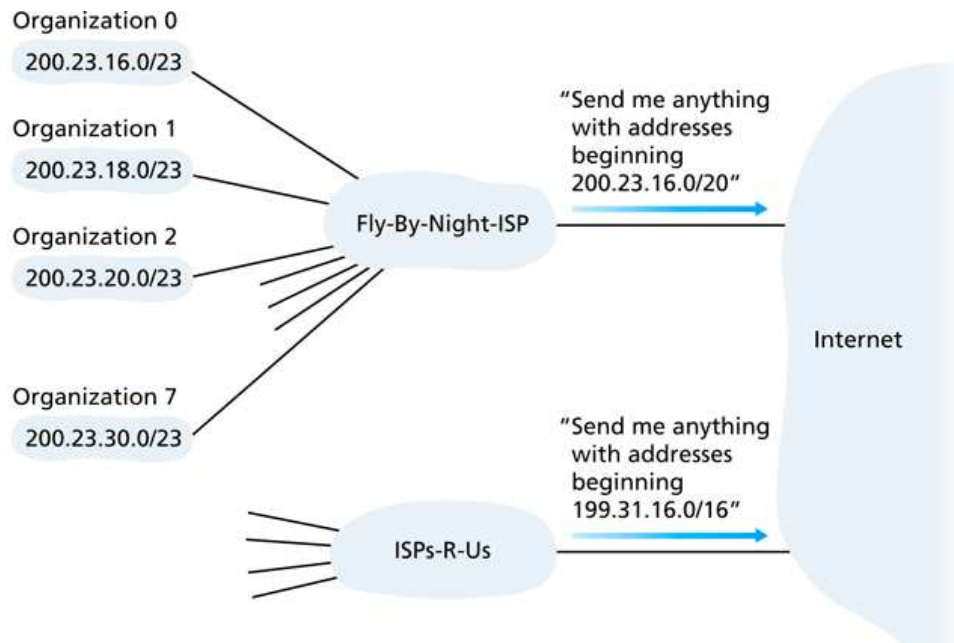 Organization 0
200.23.16.0/23
Organization 1
200.23.18.0/23
Organization 2
200.23.20.0/23
Organization 7
200.23.30.0/23
Fly-By-Night-ISP
“Send me anything
with addresses
beginning
200.23.16.0/20”
Internet
ISPs-R-Us
“Send me anything
with addresses
beginning
199.31.16.0/16”